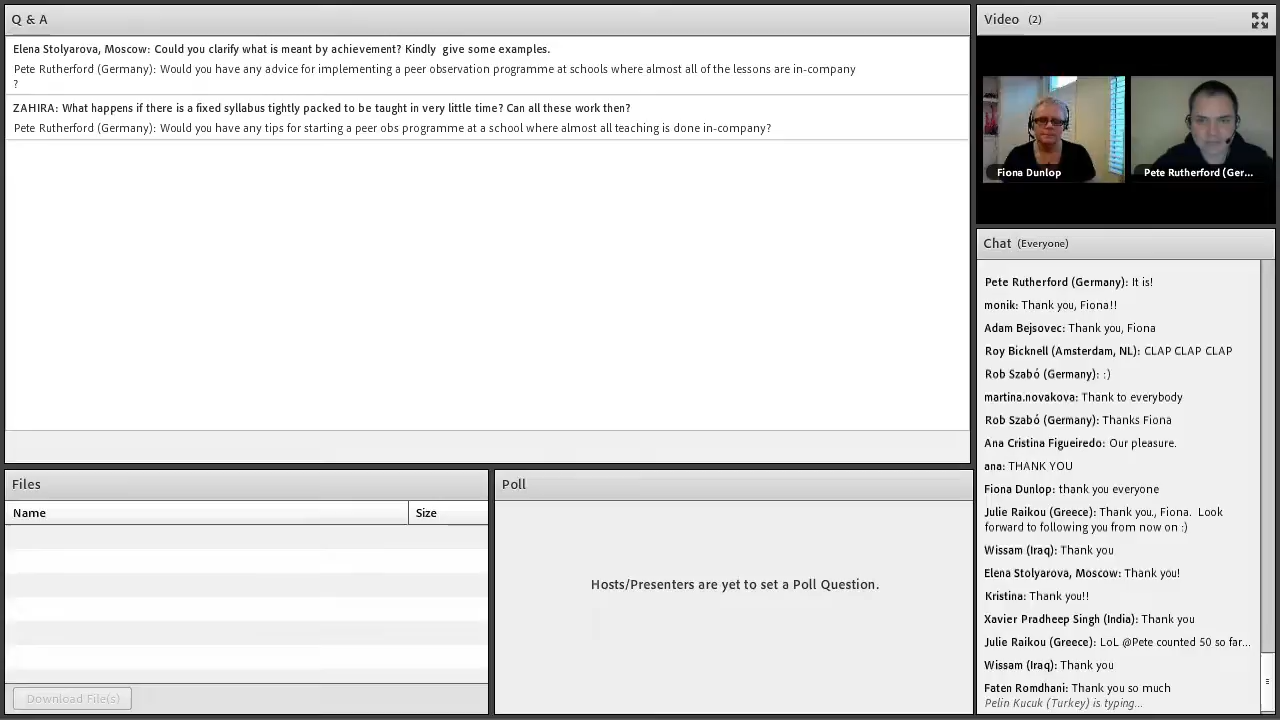 Q & A
Elena Stolyarova, Moscow: Could you clarify what is meant by achievement? Kindly  give some examples.
Pete Rutherford (Germany): Would you have any advice for implementing a peer observation programme at schools where almost all of the lessons are in-company
?
ZAHIRA: What happens if there is a fixed syllabus tightly packed to be taught in very little time? Can all these work then?
Pete Rutherford (Germany): Would you have any tips for starting a peer obs programme at a school where almost all teaching is done in-company?
Files
Name Size
Download File(s)
Poll
Hosts/Presenters are yet to set a Poll Question.
Video (2)
Fiona Dunlop
Pete Rutherford (Ger...
Chat (Everyone)
Pete Rutherford (Germany): It is!
monik: Thank you, Fiona!!
Adam Bejsovec: Thank you, Fiona
Roy Bicknell (Amsterdam, NL): CLAP CLAP CLAP
Rob Szabó (Germany): :)
martina.novakova: Thank to everybody
Rob Szabó (Germany): Thanks Fiona
Ana Cristina Figueiredo: Our pleasure.
ana: THANK YOU
Fiona Dunlop: thank you everyone
Julie Raikou (Greece): Thank you., Fiona.  Look
forward to following you from now on :)
Wissam (Iraq): Thank you
Elena Stolyarova, Moscow: Thank you!
Kristina: Thank you!!
Xavier Pradheep Singh (India): Thank you
Julie Raikou (Greece): LoL @Pete counted 50 so far...
Wissam (Iraq): Thank you
Faten Romdhani: Thank you so much
Pelin Kucuk (Turkey) is typing...